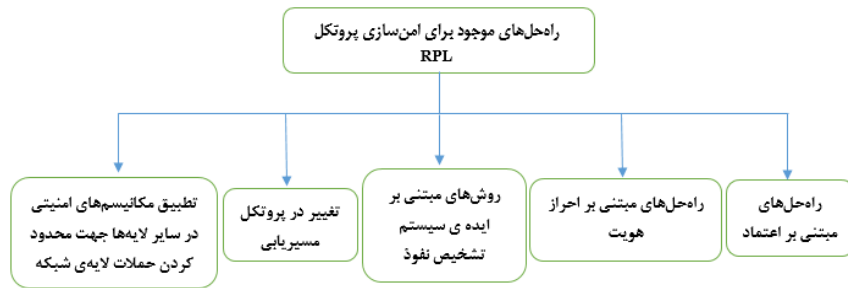 راه‌حل‌های موجود برای امن‌سازی پروتکل
RPL
راه‌حل‌های
مبتنی بر اعتماد
راه‌حل‌های مبتنی بر احراز
هویت
روش‌های مبتنی بر
ایده ی سیستم
تشخیص نفوذ
تغییر در پروتکل
مسیریابی
تطبیق مکانیسم‌های امنیتی
در سایر لایه‌ها جهت محدود
کردن حملات لایه‌ی شبکه